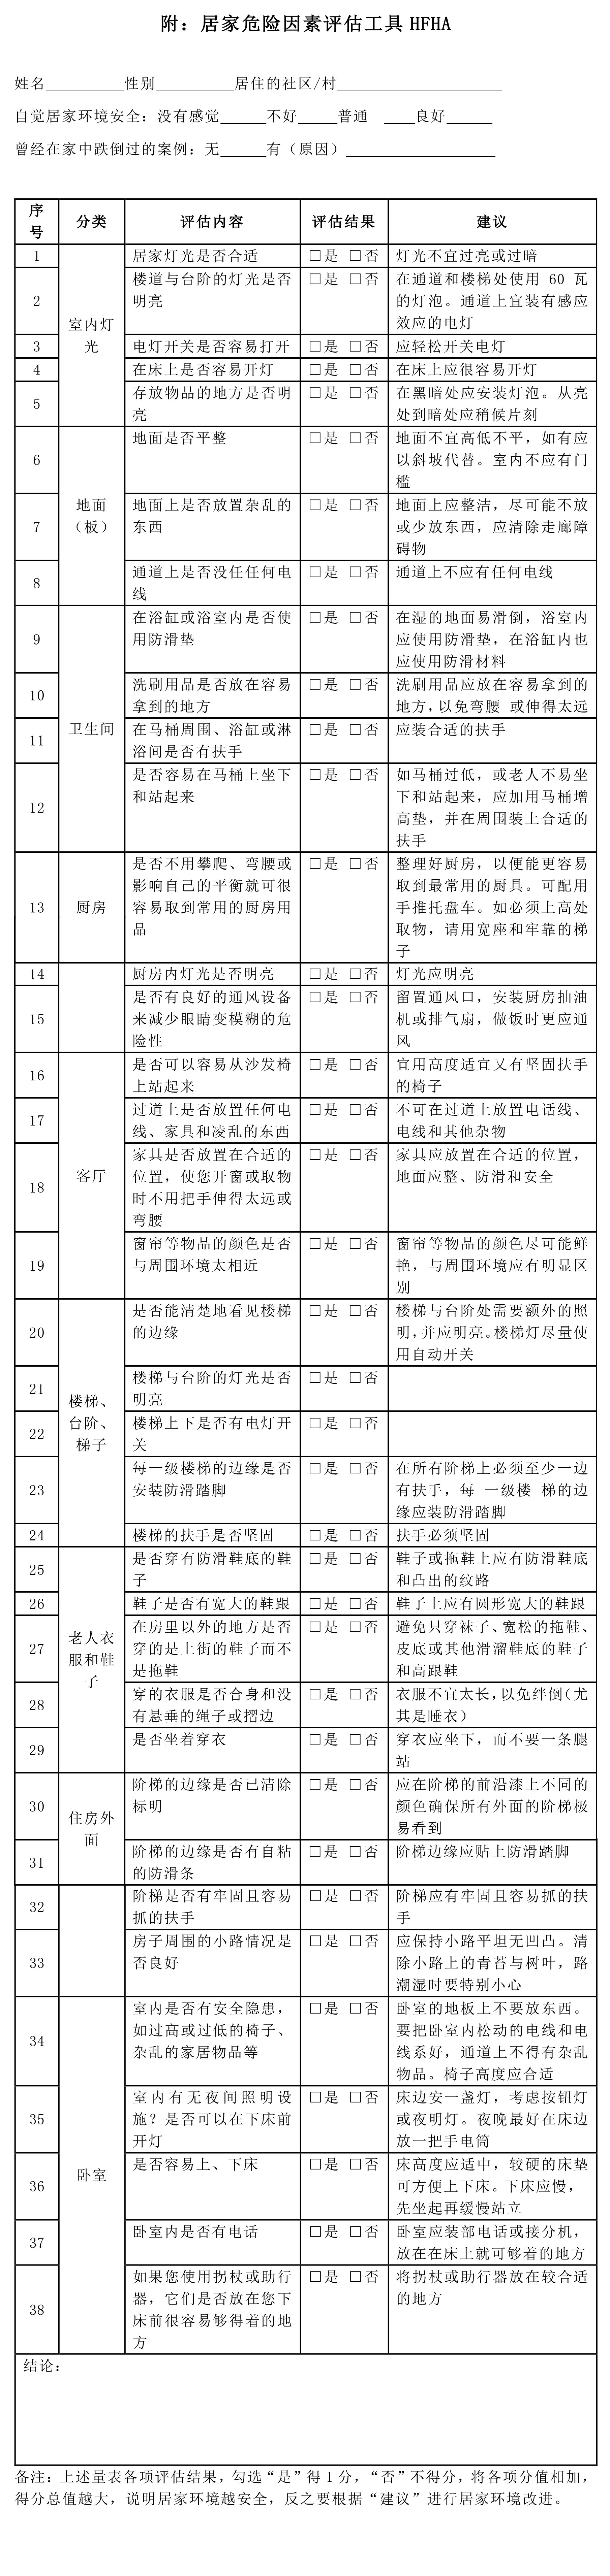 附：居家危险因素评估工具HFHA
姓名__________性别__________居住的社区/村____________________
自觉居家环境安全：没有感觉______不好_____普通 ____良好______
曾经在家中跌倒过的案例：无______有（原因）___________________
序号 分类 评估内容 评估结果 建议
1 室内灯光 居家灯光是否合适 □是 □否 灯光不宜过亮或过暗
2 楼道与台阶的灯光是否明亮 □是 □否 在通道和楼梯处使用 60 瓦的灯泡。通道上宜装有感应效应的电灯
3 电灯开关是否容易打开 □是 □否 应轻松开关电灯
4 在床上是否容易开灯 □是 □否 在床上应很容易开灯
5 存放物品的地方是否明亮 □是 □否 在黑暗处应安装灯泡。从亮处到暗处应稍候片刻
6 地面（板） 地面是否平整 □是 □否 地面不宜高低不平，如有应以斜坡代替。室内不应有门槛
7 地面上是否放置杂乱的东西 □是 □否 地面上应整洁，尽可能不放或少放东西，应清除走廊障碍物
8 通道上是否没任任何电线 □是 □否 通道上不应有任何电线
9 卫生间 在浴缸或浴室内是否使用防滑垫 □是 □否 在湿的地面易滑倒，浴室内应使用防滑垫，在浴缸内也应使用防滑材料
10 洗刷用品是否放在容易拿到的地方 □是 □否 洗刷用品应放在容易拿到的地方，以免弯腰 或伸得太远
11 在马桶周围、浴缸或淋浴间是否有扶手 □是 □否 应装合适的扶手
12 是否容易在马桶上坐下和站起来 □是 □否 如马桶过低，或老人不易坐下和站起来，应加用马桶增高垫，并在周围装上合适的扶手
13 厨房 是否不用攀爬、弯腰或影响自己的平衡就可很容易取到常用的厨房用品 □是 □否 整理好厨房，以便能更容易取到最常用的厨具。可配用手推托盘车。如必须上高处取物，请用宽座和牢靠的梯子
14 厨房内灯光是否明亮 □是 □否 灯光应明亮
15 是否有良好的通风设备来减少眼睛变模糊的危险性 □是 □否 留置通风口，安装厨房抽油机或排气扇，做饭时更应通风
16 客厅 是否可以容易从沙发椅上站起来 □是 □否 宜用高度适宜又有坚固扶手的椅子
17 过道上是否放置任何电线、家具和凌乱的东西 □是 □否 不可在过道上放置电话线、电线和其他杂物
18 家具是否放置在合适的位置，使您开窗或取物时不用把手伸得太远或弯腰 □是 □否 家具应放置在合适的位置，地面应整、防滑和安全
19 窗帘等物品的颜色是否与周围环境太相近 □是 □否 窗帘等物品的颜色尽可能鲜艳，与周围环境应有明显区别
20 楼梯、台阶、梯子 是否能清楚地看见楼梯的边缘 □是 □否 楼梯与台阶处需要额外的照明，并应明亮。楼梯灯尽量使用自动开关
21 楼梯与台阶的灯光是否明亮 □是 □否
22 楼梯上下是否有电灯开关 □是 □否
23 每一级楼梯的边缘是否安装防滑踏脚 □是 □否 在所有阶梯上必须至少一边有扶手，每 一级楼 梯的边缘应装防滑踏脚
24 楼梯的扶手是否坚固 □是 □否 扶手必须坚固
25 老人衣服和鞋子 是否穿有防滑鞋底的鞋子 □是 □否 鞋子或拖鞋上应有防滑鞋底和凸出的纹路
26 鞋子是否有宽大的鞋跟 □是 □否 鞋子上应有圆形宽大的鞋跟
27 在房里以外的地方是否穿的是上街的鞋子而不是拖鞋 □是 □否 避免只穿袜子、宽松的拖鞋、皮底或其他滑溜鞋底的鞋子和高跟鞋
28 穿的衣服是否合身和没有悬垂的绳子或摺边 □是 □否 衣服不宜太长，以免绊倒（尤其是睡衣）
29 是否坐着穿衣 □是 □否 穿衣应坐下，而不要一条腿站
30 住房外面 阶梯的边缘是否已清除标明 □是 □否 应在阶梯的前沿漆上不同的颜色确保所有外面的阶梯极易看到
31 阶梯的边缘是否有自粘的防滑条 □是 □否 阶梯边缘应贴上防滑踏脚
32 阶梯是否有牢固且容易抓的扶手 □是 □否 阶梯应有牢固且容易抓的扶手
33 房子周围的小路情况是否良好 □是 □否 应保持小路平坦无凹凸。清除小路上的青苔与树叶，路潮湿时要特别小心
34 卧室 室内是否有安全隐患，如过高或过低的椅子、杂乱的家居物品等 □是 □否 卧室的地板上不要放东西。要把卧室内松动的电线和电线系好，通道上不得有杂乱物品。椅子高度应合适
35 室内有无夜间照明设施？是否可以在下床前开灯 □是 □否 床边安一盏灯，考虑按钮灯或夜明灯。夜晚最好在床边放一把手电筒
36 是否容易上、下床 □是 □否 床高度应适中，较硬的床垫可方便上下床。下床应慢，先坐起再缓慢站立
37 卧室内是否有电话 □是 □否 卧室应装部电话或接分机，放在在床上就可够着的地方
38 如果您使用拐杖或助行器，它们是否放在您下床前很容易够得着的地方 □是 □否 将拐杖或助行器放在较合适的地方
结论：
备注：上述量表各项评估结果，勾选“是”得1分，“否”不得分，将各项分值相加，
得分总值越大，说明居家环境越安全，反之要根据“建议”进行居家环境改进。